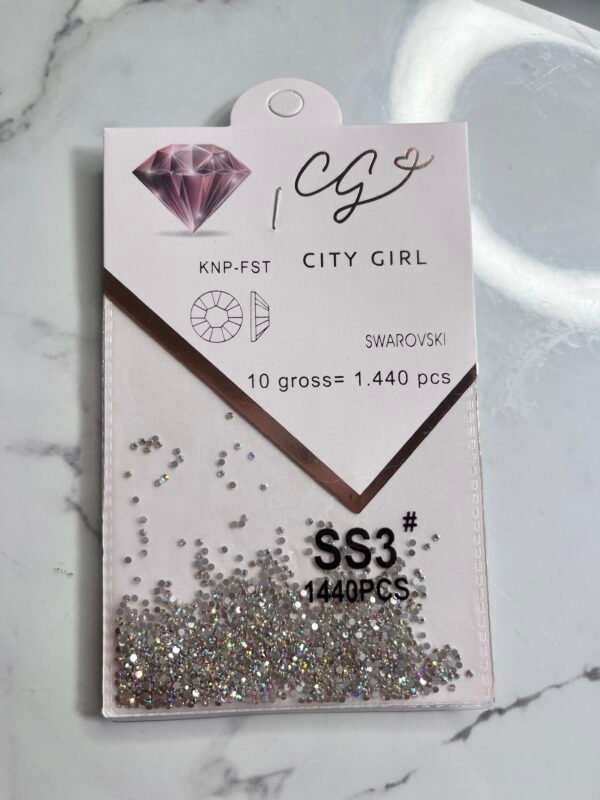 CG
KNP-FST
CITY GIRL
SWAROVSKI
10 gross= 1.440 pcs
SS3#
1440PCS